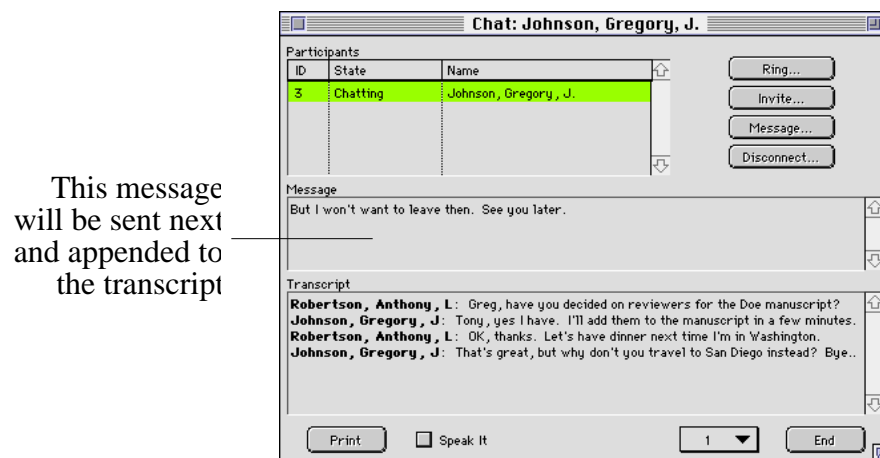 Chat: Johnson, Gregory, J.
Participants
ID State Name
3 Chatting Johnson, Gregory, J.
Ring...
Invite...
Message...
Disconnect...
This message
will be sent next
and appended to
the transcript
Message
But I won't want to leave then. See you later.
Transcript
Robertson, Anthony, L: Greg, have you decided on reviewers for the Doe manuscript?
Johnson, Gregory, J: Tony, yes I have. I'll add them to the manuscript in a few minutes.
Robertson, Anthony, L: OK, thanks. Let's have dinner next time I'm in Washington.
Johnson, Gregory, J: That's great, but why don't you travel to San Diego instead? Bye..
Print Speak It 1 End